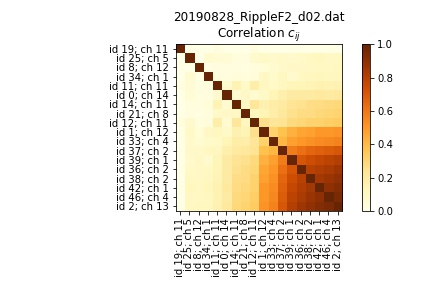 20190828_RippleF2_d02.dat
Correlation c_ij
id 19; ch 11
id 25; ch 5
id 8; ch 12
id 34; ch 1
id 11; ch 11
id 0; ch 14
id 14; ch 11
id 21; ch 8
id 12; ch 11
id 1; ch 12
id 33; ch 4
id 37; ch 2
id 39; ch 1
id 36; ch 2
id 38; ch 2
id 42; ch 1
id 46; ch 4
id 2; ch 13
id 19; ch 11
id 25; ch 5
id 8; ch 12
id 34; ch 1
id 11; ch 11
id 0; ch 14
id 14; ch 11
id 21; ch 8
id 12; ch 11
id 1; ch 12
id 33; ch 4
id 37; ch 2
id 39; ch 1
id 36; ch 2
id 38; ch 2
id 42; ch 1
id 46; ch 4
id 2; ch 13
1.0
0.8
0.6
0.4
0.2
0.0